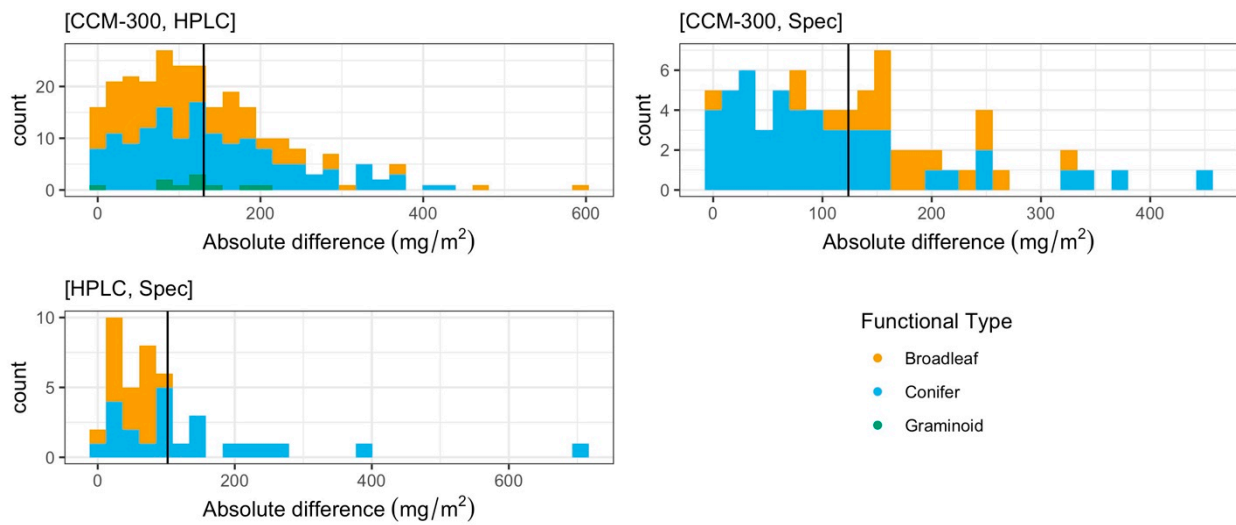 [CCM-300, HPLC]
count
20
10
0
0
200
400
600
Absolute difference (mg/m²)
[CCM-300, Spec]
count
6
4
2
0
0
100
200
300
400
Absolute difference (mg/m²)
[HPLC, Spec]
count
10
5
0
0
200
400
600
Absolute difference (mg/m²)
Functional Type
Broadleaf
Conifer
Graminoid